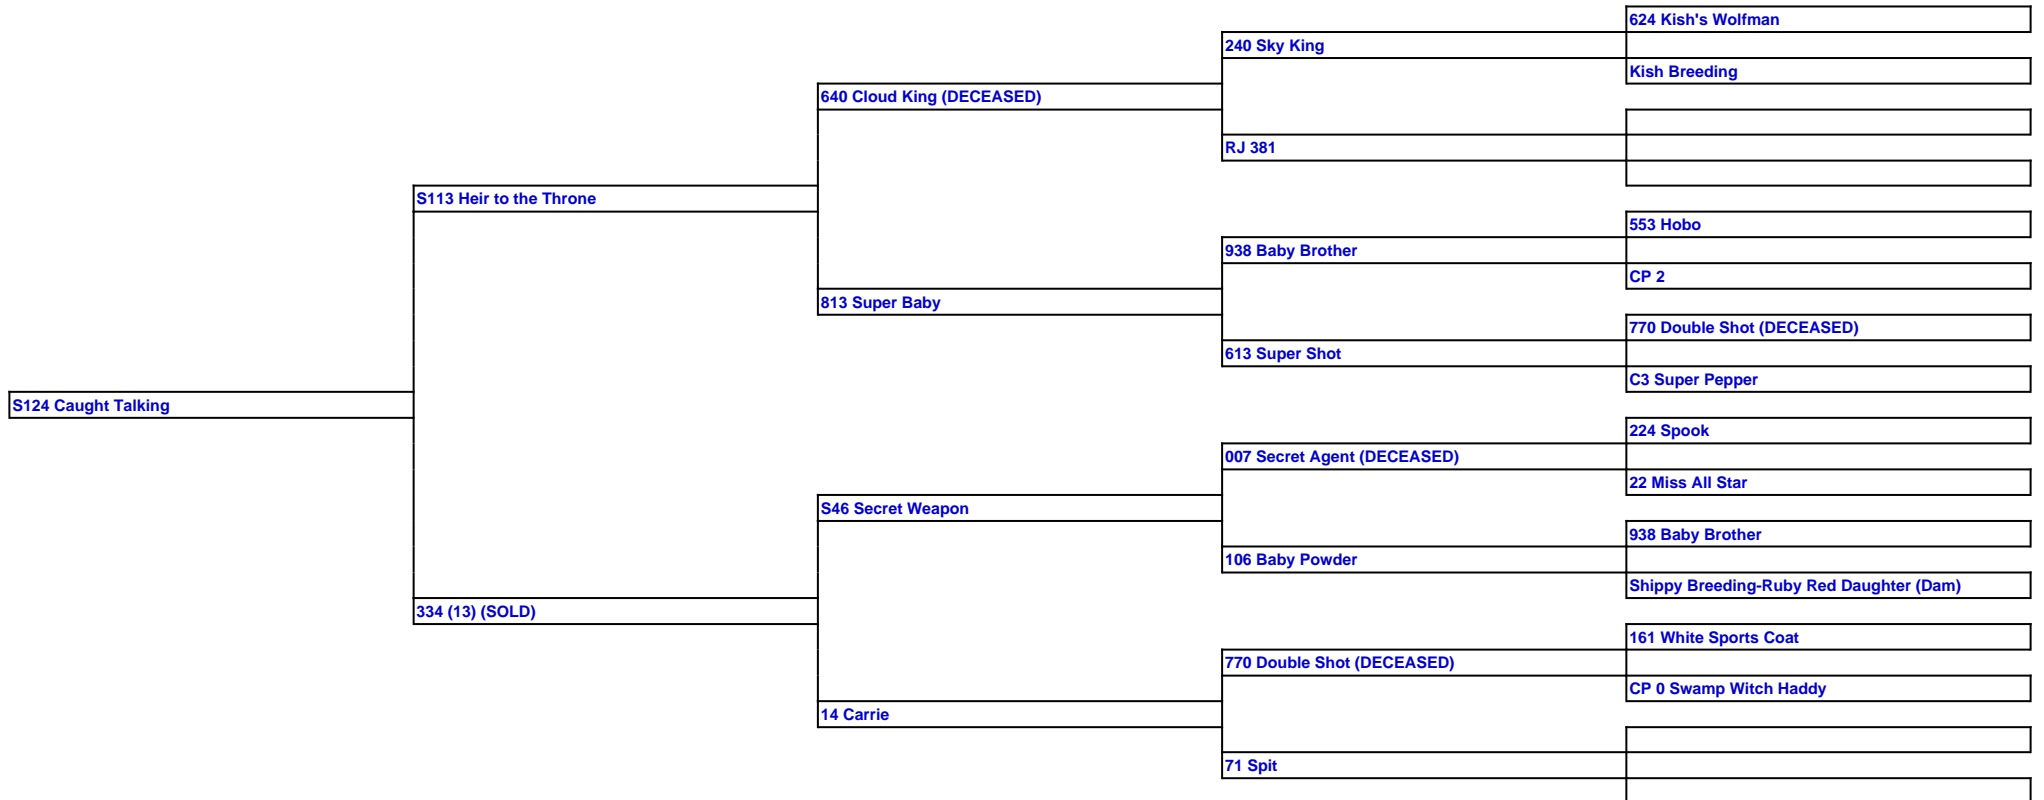 624 Kish's Wolfman
240 Sky King
Kish Breeding
640 Cloud King (DECEASED)
RJ 381
S113 Heir to the Throne
553 Hobo
938 Baby Brother
CP 2
813 Super Baby
770 Double Shot (DECEASED)
613 Super Shot
C3 Super Pepper
S124 Caught Talking
224 Spook
007 Secret Agent (DECEASED)
22 Miss All Star
S46 Secret Weapon
938 Baby Brother
106 Baby Powder
Shippy Breeding-Ruby Red Daughter (Dam)
334 (13) (SOLD)
161 White Sports Coat
770 Double Shot (DECEASED)
CP 0 Swamp Witch Haddy
14 Carrie
71 Spit